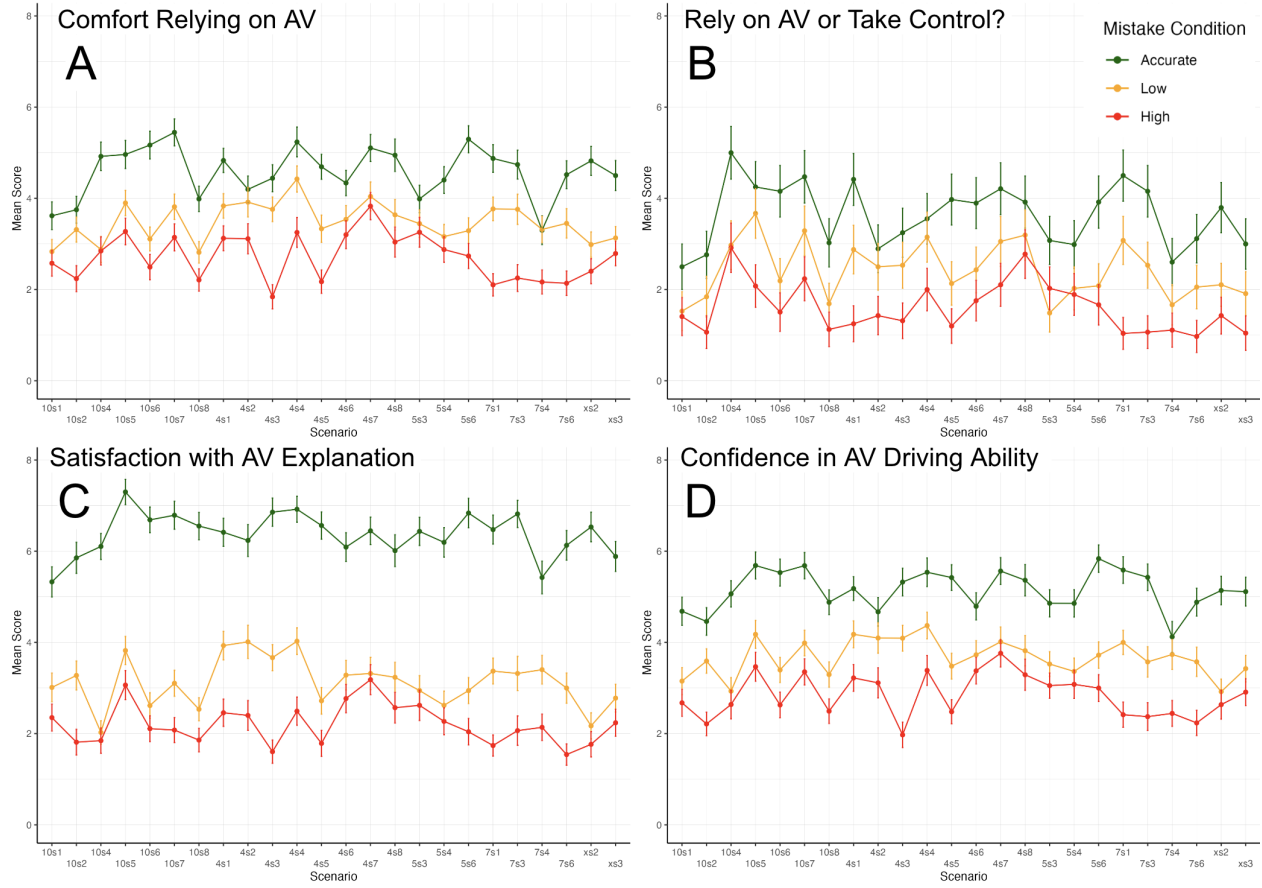 Comfort Relying on AV
A
8
6
4
2
0
Mean Score
10s1 10s4 10s6 10s8 4s2 4s4 4s6 4s8 5s4 7s1 7s4 xs2
10s2 10s5 10s7 4s1 4s3 4s5 4s7 5s3 5s6 7s3 7s6 xs3
Scenario
Rely on AV or Take Control?
B
Mistake Condition
Accurate
Low
High
8
6
4
2
0
Mean Score
10s1 10s4 10s6 10s8 4s2 4s4 4s6 4s8 5s4 7s1 7s4 xs2
10s2 10s5 10s7 4s1 4s3 4s5 4s7 5s3 5s6 7s3 7s6 xs3
Scenario
Satisfaction with AV Explanation
C
8
6
4
2
0
Mean Score
10s1 10s4 10s6 10s8 4s2 4s4 4s6 4s8 5s4 7s1 7s4 xs2
10s2 10s5 10s7 4s1 4s3 4s5 4s7 5s3 5s6 7s3 7s6 xs3
Scenario
Confidence in AV Driving Ability
D
8
6
4
2
0
Mean Score
10s1 10s4 10s6 10s8 4s2 4s4 4s6 4s8 5s4 7s1 7s4 xs2
10s2 10s5 10s7 4s1 4s3 4s5 4s7 5s3 5s6 7s3 7s6 xs3
Scenario